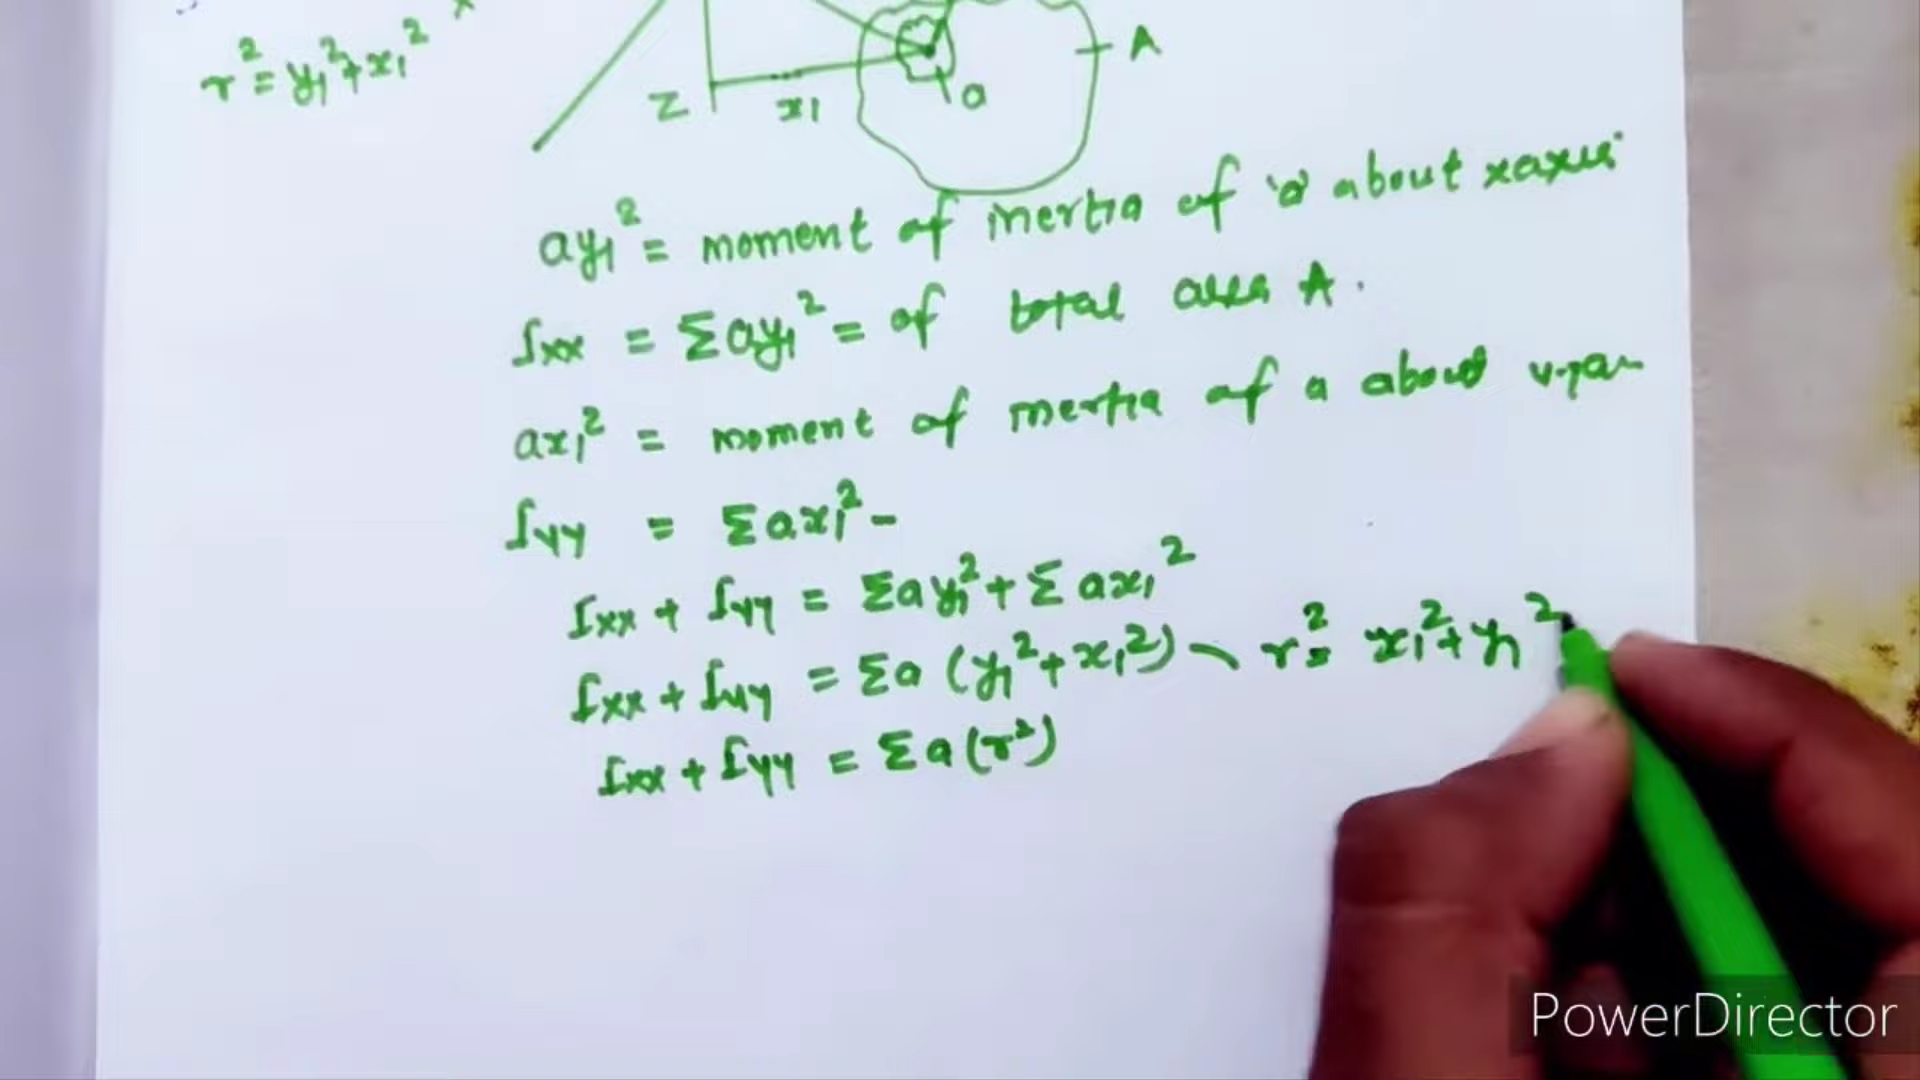 r² = y₁² + x₁²
A
Z
x₁
a
ay₁² = moment of inertia of 'a' about x axis
Ixx = Σay₁² = of total area A.
ax₁² = moment of inertia of a about
Iyy = Σax₁² -
Ixx + Iyy = Σay₁² + Σax₁²
Ixx + Iyy = Σa (y₁² + x₁²) \ r² = x₁² + y₁²
Ixx + Iyy = Σa (r²)
PowerDirector